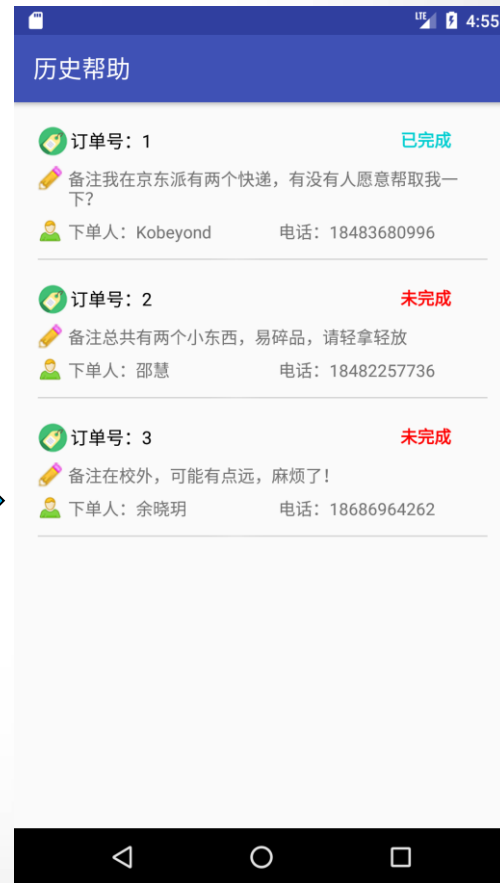 LTE 4:55
历史帮助
订单号：1 已完成
备注我在京东派有两个快递，有没有人愿意帮取我一
下?
下单人：Kobeyond 电话：18483680996
订单号：2 未完成
备注总共有两个小东西，易碎品，请轻拿轻放
下单人：邵慧 电话：18482257736
订单号：3 未完成
备注在校外，可能有点远，麻烦了！
下单人：余晓玥 电话：18686964262